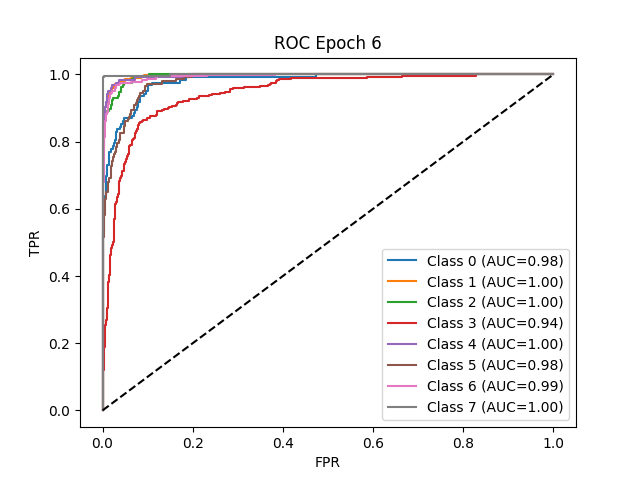 ROC Epoch 6
TPR
1.0
0.8
0.6
0.4
0.2
0.0
Class 0 (AUC=0.98)
Class 1 (AUC=1.00)
Class 2 (AUC=1.00)
Class 3 (AUC=0.94)
Class 4 (AUC=1.00)
Class 5 (AUC=0.98)
Class 6 (AUC=0.99)
Class 7 (AUC=1.00)
0.0 0.2 0.4 0.6 0.8 1.0
FPR